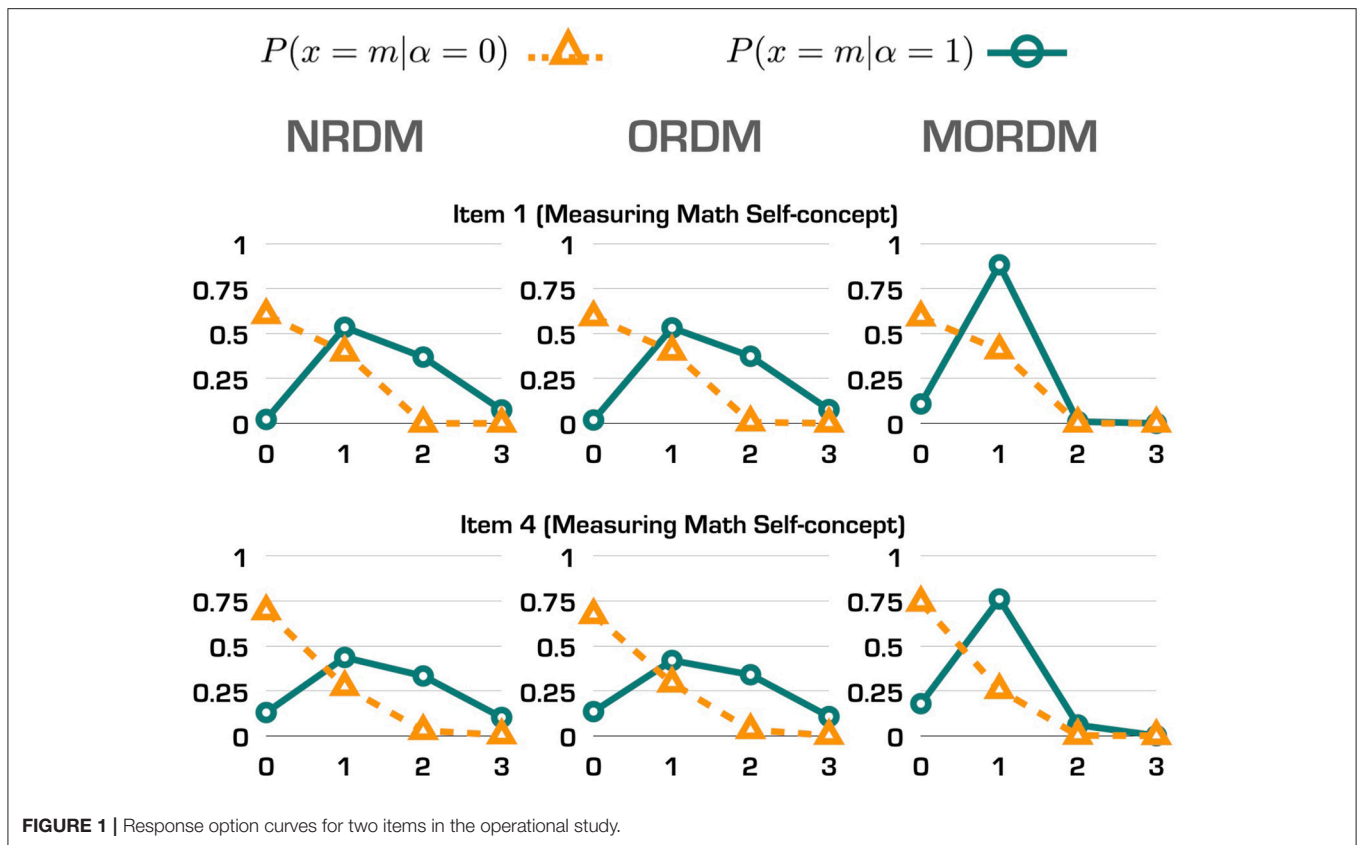 P(x = m|α = 0) P(x = m|α = 1)
NRDM ORDM MORDM
Item 1 (Measuring Math Self-concept)
1 1 1
0.75 0.75 0.75
0.5 0.5 0.5
0.25 0.25 0.25
0 0 0
0 1 2 3 0 1 2 3 0 1 2 3
Item 4 (Measuring Math Self-concept)
1 1 1
0.75 0.75 0.75
0.5 0.5 0.5
0.25 0.25 0.25
0 0 0
0 1 2 3 0 1 2 3 0 1 2 3
FIGURE 1 | Response option curves for two items in the operational study.